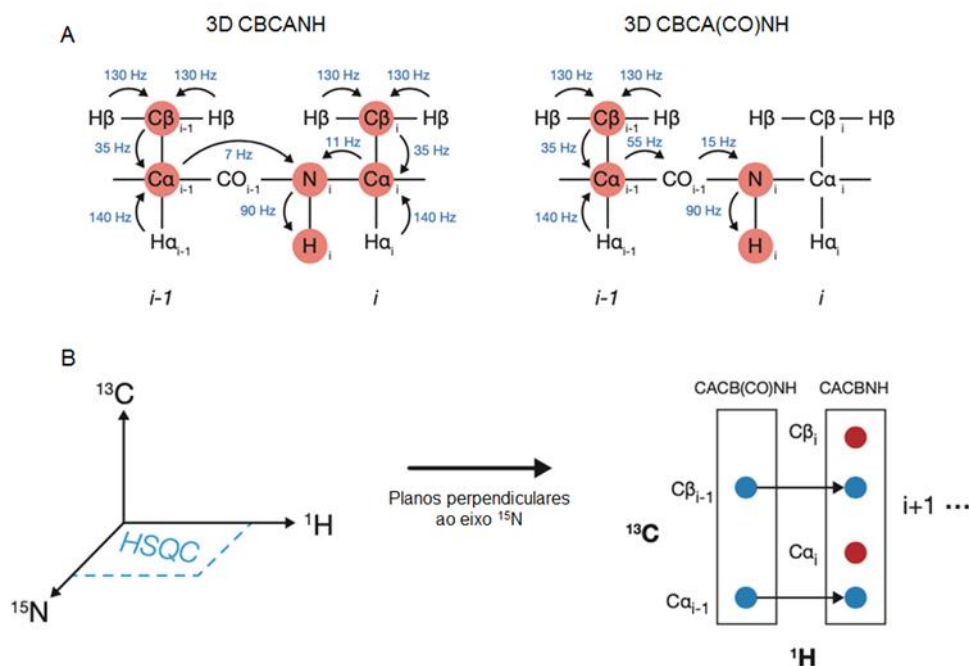 3D CBCANH 3D CBCA(CO)NH
A
130 Hz 130 Hz 130 Hz 130 Hz 130 Hz 130 Hz
Hβ Cβi-1 Hβ Hβ Cβi Hβ Hβ Cβi-1 Hβ Hβ Cβi Hβ
35 Hz 7 Hz 11 Hz 35 Hz 35 Hz 55 Hz 15 Hz
Cαi-1 COi-1 Ni Cαi Cαi-1 COi-1 Ni Cαi
140 Hz 90 Hz 140 Hz 140 Hz 90 Hz
Hαi-1 Hi Hαi Hαi-1 Hi Hαi
i-1 i i-1 i
B
13C
1H
HSQC
15N
Planos perpendiculares
ao eixo 15N
CACB(CO)NH CACBNH
Cβi
Cβi-1
13C
i+1 ...
Cαi
Cαi-1
1H